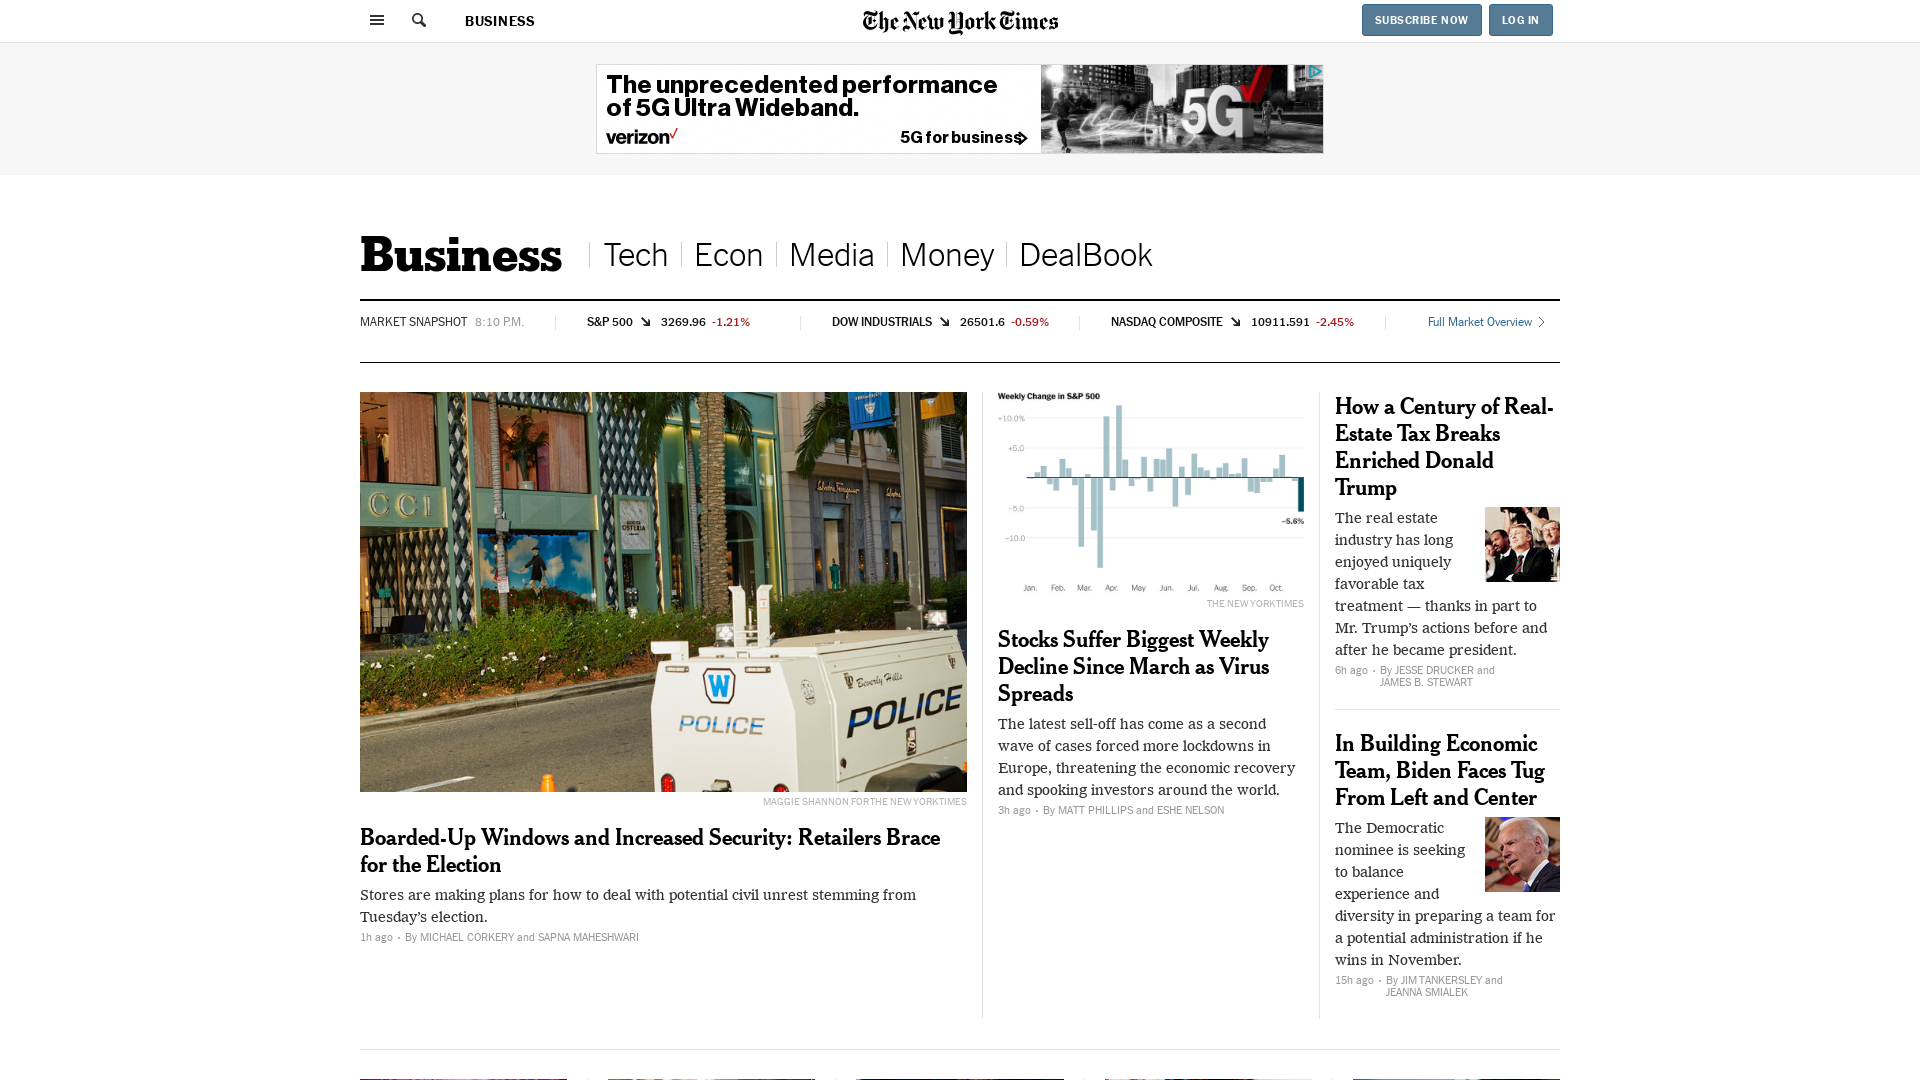 BUSINESS
The New York Times
SUBSCRIBE NOW
LOG IN
The unprecedented performance
of 5G Ultra Wideband.
verizon
5G for business
5G
Business
Tech
Econ
Media
Money
DealBook
MARKET SNAPSHOT 8:10 P.M.
S&P 500 3269.96 -1.21%
DOW INDUSTRIALS 26501.6 -0.59%
NASDAQ COMPOSITE 10911.591 -2.45%
Full Market Overview
CCI
W
POLICE
Beverly Hills
POLICE
MAGGIE SHANNON FOR THE NEW YORK TIMES
Boarded-Up Windows and Increased Security: Retailers Brace
for the Election
Stores are making plans for how to deal with potential civil unrest stemming from
Tuesday’s election.
1h ago • By MICHAEL CORKERY and SAPNA MAHESHWARI
Weekly Change in S&P 500
+10.0%
+5.0
–5.0
–10.0
–5.6%
Jan. Feb. Mar. Apr. May Jun. Jul. Aug. Sep. Oct.
THE NEW YORK TIMES
Stocks Suffer Biggest Weekly
Decline Since March as Virus
Spreads
The latest sell-off has come as a second
wave of cases forced more lockdowns in
Europe, threatening the economic recovery
and spooking investors around the world.
3h ago • By MATT PHILLIPS and ESHE NELSON
How a Century of Real-
Estate Tax Breaks
Enriched Donald
Trump
The real estate
industry has long
enjoyed uniquely
favorable tax
treatment — thanks in part to
Mr. Trump’s actions before and
after he became president.
6h ago • By JESSE DRUCKER and
JAMES B. STEWART
In Building Economic
Team, Biden Faces Tug
From Left and Center
The Democratic
nominee is seeking
to balance
experience and
diversity in preparing a team for
a potential administration if he
wins in November.
15h ago • By JIM TANKERSLEY and
JEANNA SMIALEK